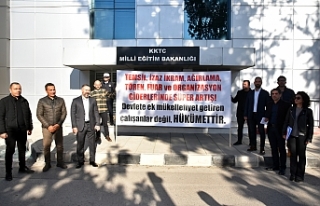 KKTC
MİLLİ EĞİTİM BAKANLIĞI
TEMSİL, İZAZ İKRAM, AĞIRLAMA,
TÖREN, FUAR ve ORGANİZASYON
GİDERLERİNDE SÜPER ARTIŞ!
Devlete ek mükellefiyet getiren
çalışanlar değil, HÜKÜMETTİR.